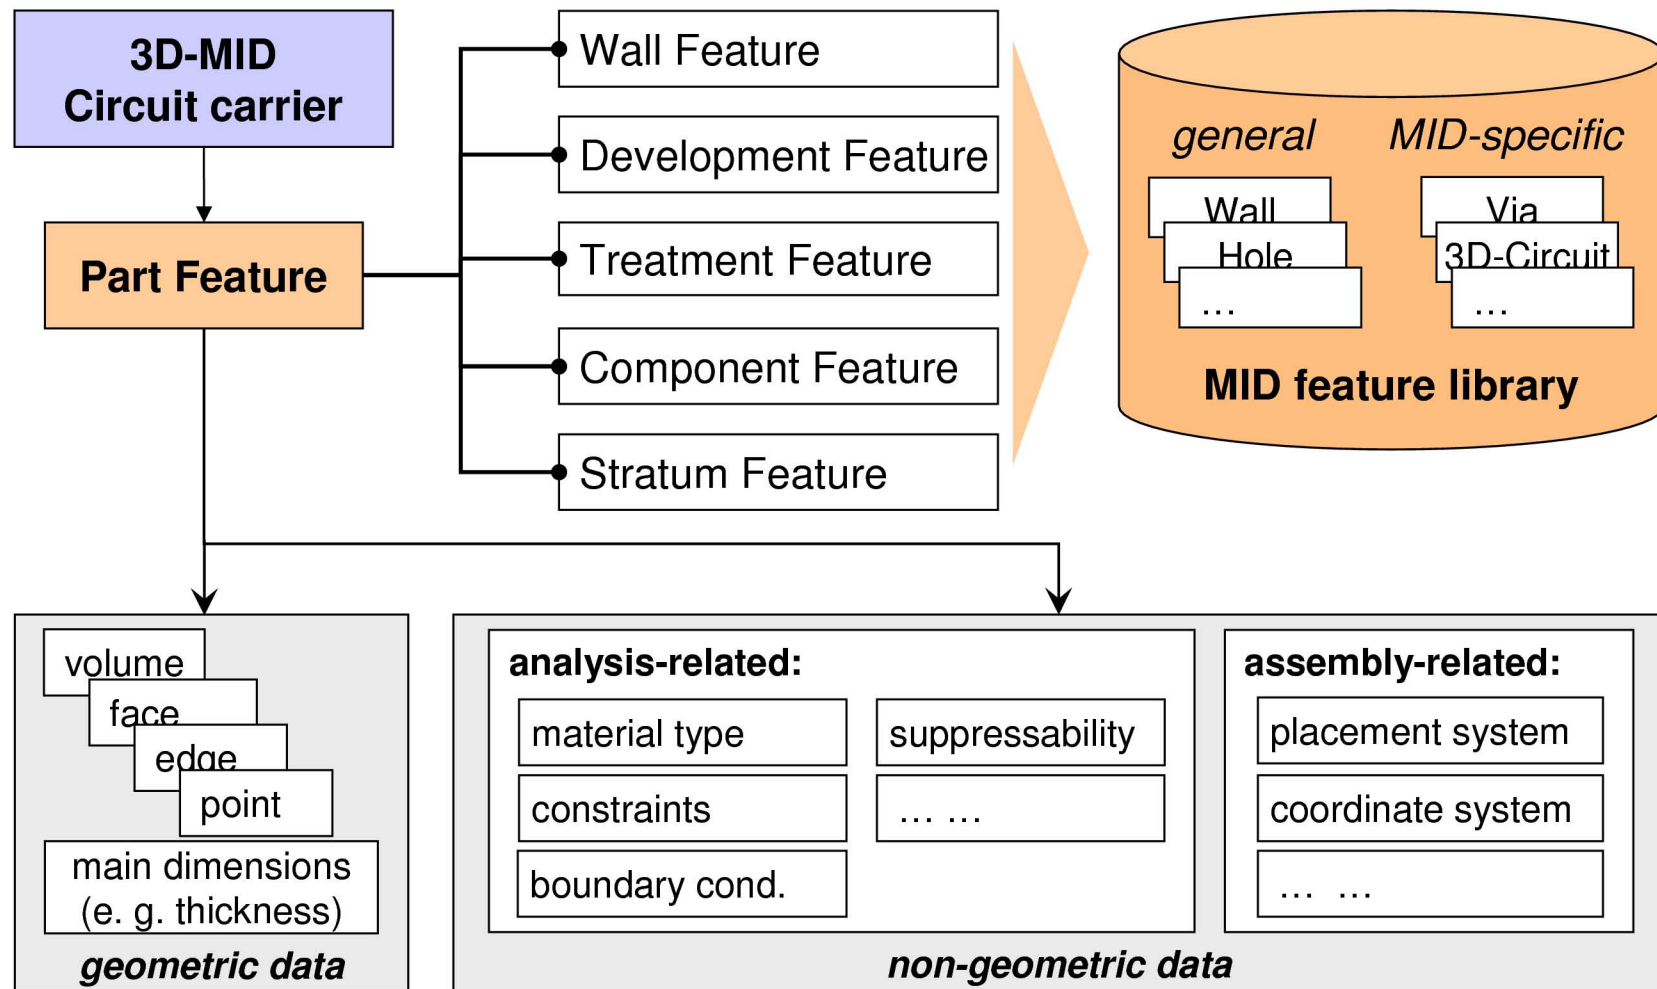 3D-MID
Circuit carrier
Part Feature
Wall Feature
Development Feature
Treatment Feature
Component Feature
Stratum Feature
general
MID-specific
Wall
Hole
...
Via
3D-Circuit
...
MID feature library
volume
face
edge
point
main dimensions
(e. g. thickness)
geometric data
analysis-related:
material type
constraints
boundary cond.
suppressability
... ...
assembly-related:
placement system
coordinate system
... ...
non-geometric data